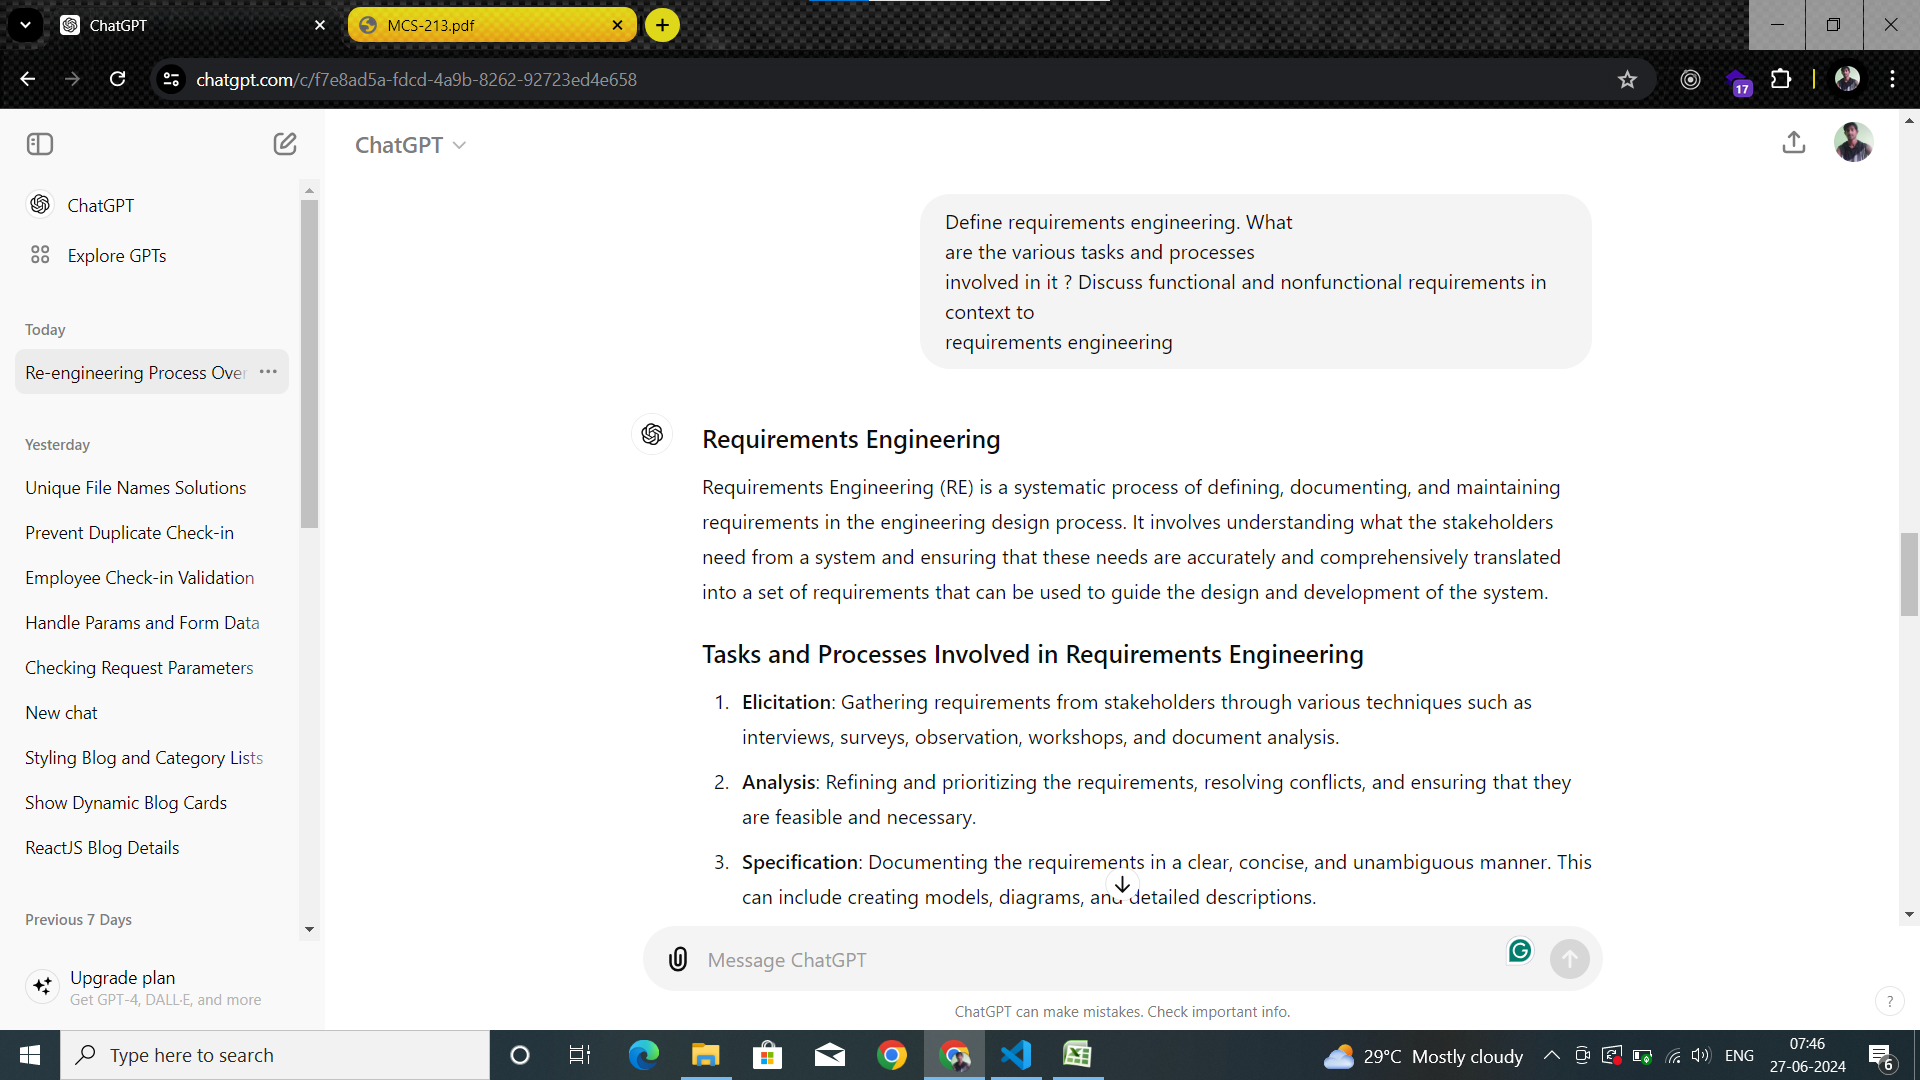 ChatGPT
MCS-213.pdf
chatgpt.com/c/f7e8ad5a-fdcd-4a9b-8262-92723ed4e658
17
ChatGPT
ChatGPT
Explore GPTs
Today
Re-engineering Process Over
Yesterday
Unique File Names Solutions
Prevent Duplicate Check-in
Employee Check-in Validation
Handle Params and Form Data
Checking Request Parameters
New chat
Styling Blog and Category Lists
Show Dynamic Blog Cards
ReactJS Blog Details
Previous 7 Days
Upgrade plan
Get GPT-4, DALL·E, and more
Define requirements engineering. What
are the various tasks and processes
involved in it ? Discuss functional and nonfunctional requirements in
context to
requirements engineering
Requirements Engineering
Requirements Engineering (RE) is a systematic process of defining, documenting, and maintaining
requirements in the engineering design process. It involves understanding what the stakeholders
need from a system and ensuring that these needs are accurately and comprehensively translated
into a set of requirements that can be used to guide the design and development of the system.
Tasks and Processes Involved in Requirements Engineering
1. Elicitation: Gathering requirements from stakeholders through various techniques such as
interviews, surveys, observation, workshops, and document analysis.
2. Analysis: Refining and prioritizing the requirements, resolving conflicts, and ensuring that they
are feasible and necessary.
3. Specification: Documenting the requirements in a clear, concise, and unambiguous manner. This
can include creating models, diagrams, and detailed descriptions.
Message ChatGPT
ChatGPT can make mistakes. Check important info.
?
Type here to search
29°C Mostly cloudy
ENG
07:46
27-06-2024
6